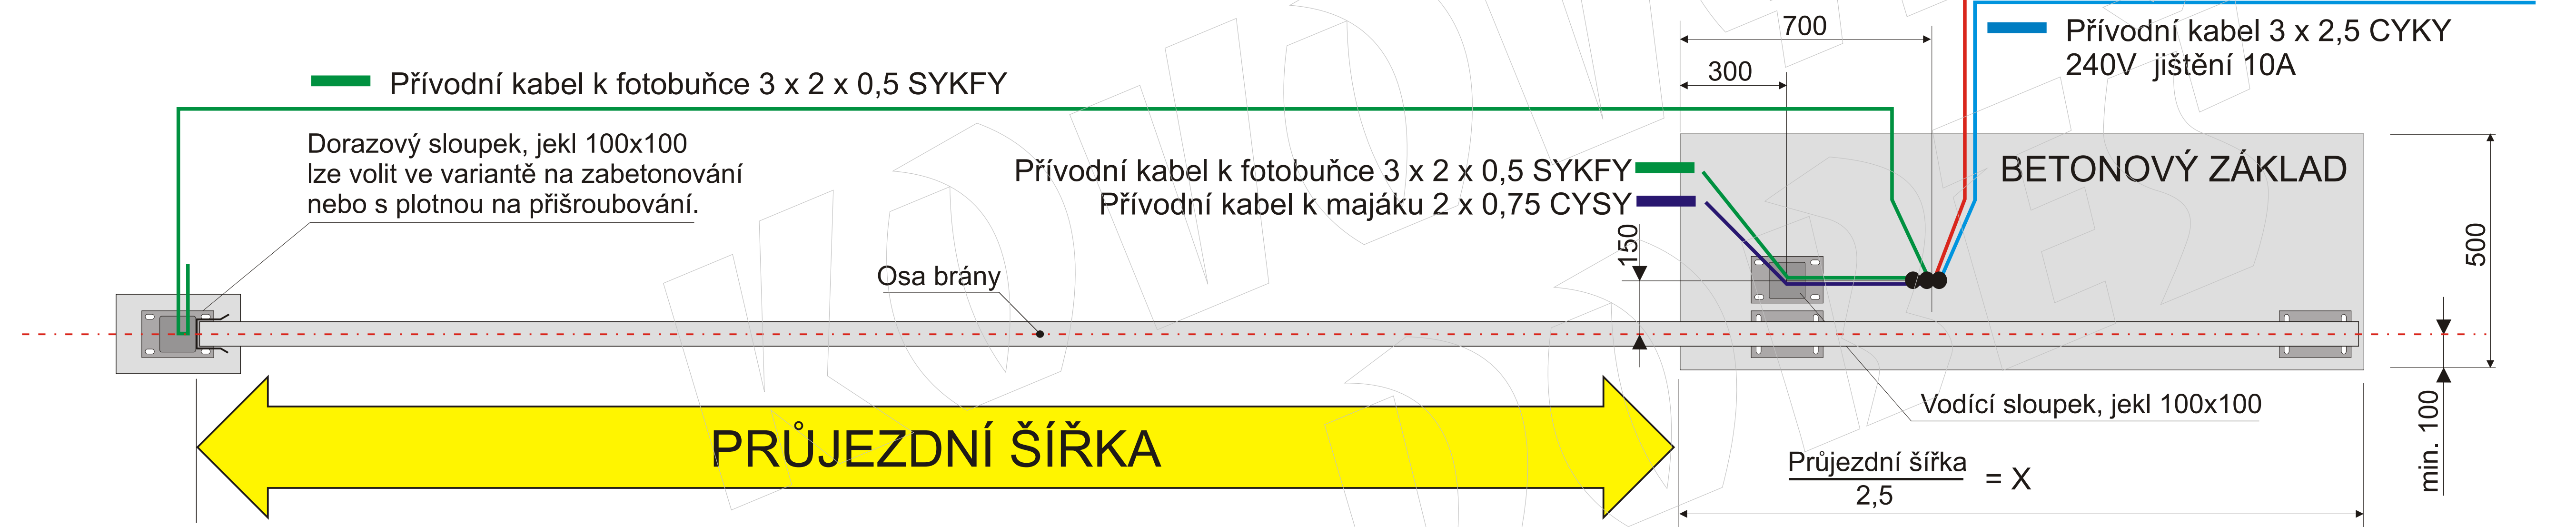 700
Přívodní kabel 3 x 2,5 CYKY
240V jištění 10A
300
Přívodní kabel k fotobuňce 3 x 2 x 0,5 SYKFY
Dorazový sloupek, jekl 100x100
lze volit ve variantě na zabetonování
nebo s plotnou na přišroubování.
Přívodní kabel k fotobuňce 3 x 2 x 0,5 SYKFY
Přívodní kabel k majáku 2 x 0,75 CYSY
BETONOVÝ ZÁKLAD
150
500
Osa brány
min. 100
Vodící sloupek, jekl 100x100
PRŮJEZDNÍ ŠÍŘKA
Průjezdní šířka
2,5
= X